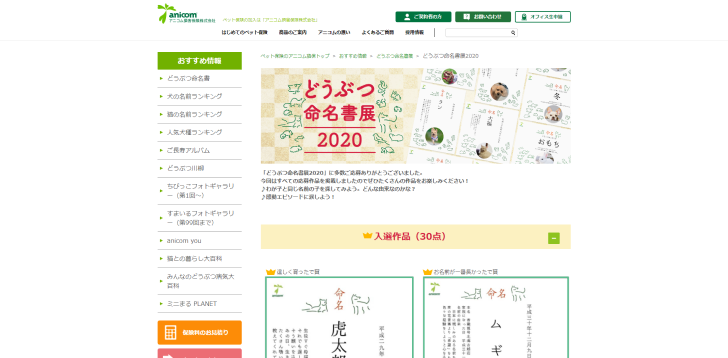 anicom
アニコム損害保険株式会社
ペット保険の加入は「アニコム損害保険株式会社」
ご契約者の方
お問い合わせ
オフィス生中継
はじめてのペット保険
商品のご案内
アニコムの思い
よくあるご質問
採用情報
おすすめ情報
どうぶつ命名書
犬の名前ランキング
猫の名前ランキング
人気犬種ランキング
ご長寿アルバム
どうぶつ川柳
ちびっこフォトギャラリ
ー（第1回～）
すまいるフォトギャラリ
ー（第99回まで）
anicom you
猫との暮らし大百科
みんなのどうぶつ病気大
百科
ミニまる PLANET
保険料のお見積り
ペット保険のアニコム損保トップ > おすすめ情報 > どうぶつ命名書 > どうぶつ命名書展2020
どうぶつ
命名書展
2020
「どうぶつ命名書展2020」に多数ご応募ありがとうございました。
今回はすべての応募作品を掲載しましたのでぜひたくさんの作品をお楽しみください！
♪わが子と同じ名前の子を探してみよう。どんな由来なのかな？
♪感動エピソードに涙しよう！
入選作品（30点）
逞しく育ったで賞
お名前が一番長かったで賞
命名
虎太郎
平成二九年
命名
ムギ
平成三十年十二月九日